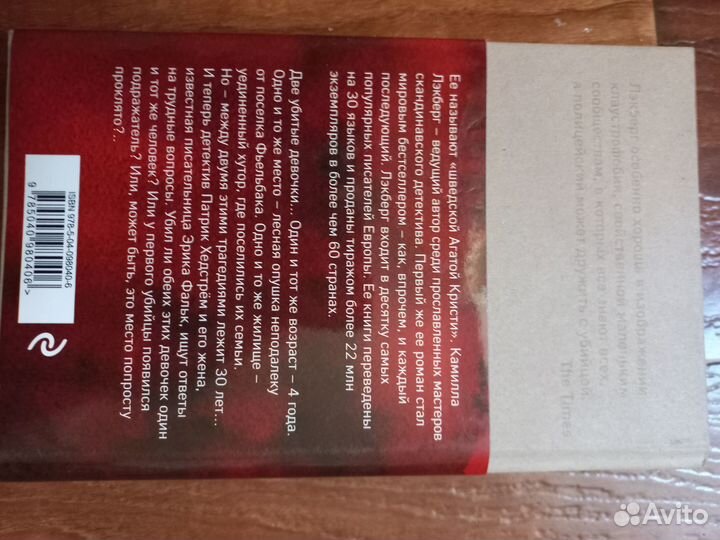 Лэкберг особенно хороша в изображении
клаустрофобии, свойственной маленьким
сообществам, в которых все знают всех,
а полицейский может дружить с убийцей.
The Times
Ее называют «шведской Агатой Кристи». Камилла
Лэкберг – ведущий автор среди прославленных мастеров
скандинавского детектива. Первый же ее роман стал
мировым бестселлером – как, впрочем, и каждый
последующий. Лэкберг входит в десятку самых
популярных писателей Европы. Ее книги переведены
на 30 языков и проданы тиражом более 22 млн
экземпляров в более чем 60 странах.
Две убитые девочки... Один и тот же возраст – 4 года.
Одно и то же место – лесная опушка неподалеку
от поселка Фьельбака. Одно и то же жилище –
уединенный хутор, где поселились их семьи.
Но – между двумя этими трагедиями лежит 30 лет...
И теперь детектив Патрик Хедстрём и его жена,
известная писательница Эрика Фальк, ищут ответы
на трудные вопросы. Убил ли обеих этих девочек один
и тот же человек? Или у первого убийцы появился
подражатель? Или, может быть, это место попросту
проклято?..
ISBN 978-5-04-098040-6
9 785040 980406 >
Avito